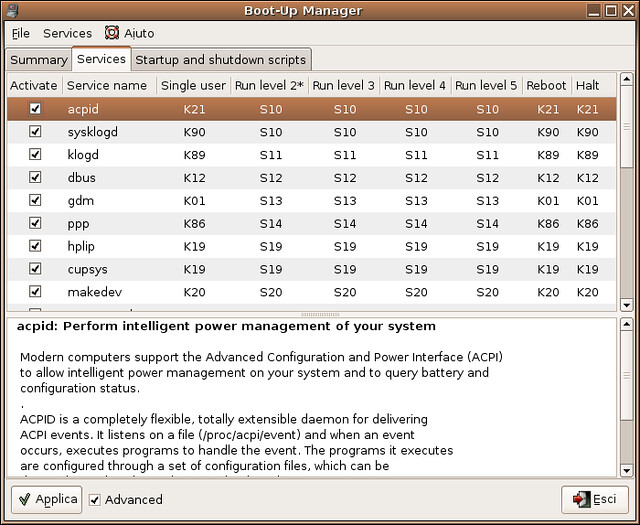 Boot-Up Manager
File Services Aiuto
Summary Services Startup and shutdown scripts
Activate Service name Single user Run level 2* Run level 3 Run level 4 Run level 5 Reboot Halt
acpid K21 S10 S10 S10 S10 K21 K21
sysklogd K90 S10 S10 S10 S10 K90 K90
klogd K89 S11 S11 S11 S11 K89 K89
dbus K12 S12 S12 S12 S12 K12 K12
gdm K01 S13 S13 S13 S13 K01 K01
ppp K86 S14 S14 S14 S14 K86 K86
hplip K19 S19 S19 S19 S19 K19 K19
cupsys K19 S19 S19 S19 S19 K19 K19
makedev K20 S20 S20 S20 S20 K20 K20
acpid: Perform intelligent power management of your system
Modern computers support the Advanced Configuration and Power Interface (ACPI)
to allow intelligent power management on your system and to query battery and
configuration status.
.
ACPID is a completely flexible, totally extensible daemon for delivering
ACPI events. It listens on a file (/proc/acpi/event) and when an event
occurs, executes programs to handle the event. The programs it executes
are configured through a set of configuration files, which can be
Applica Advanced Esci